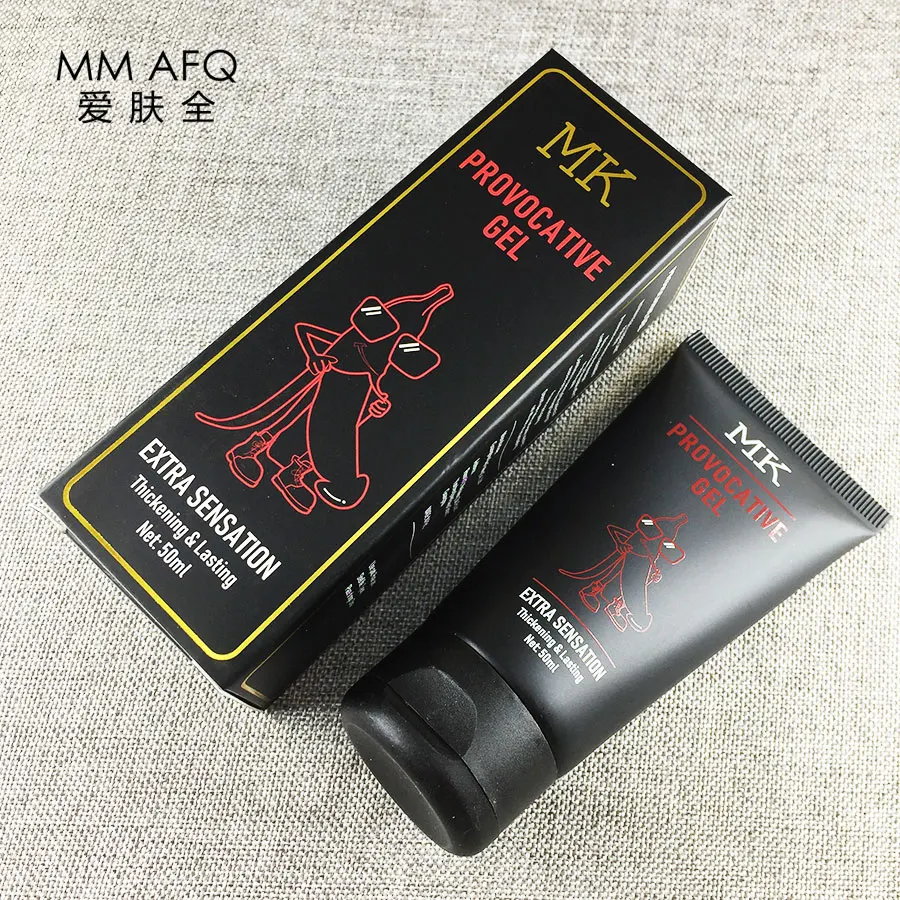 MM AFQ
爱肤全
MK
PROVOCATIVE
GEL
EXTRA SENSATION
Thickening & Lasting
Net: 50ml
MK
PROVOCATIVE
GEL
EXTRA SENSATION
Thickening & Lasting
Net: 50ml